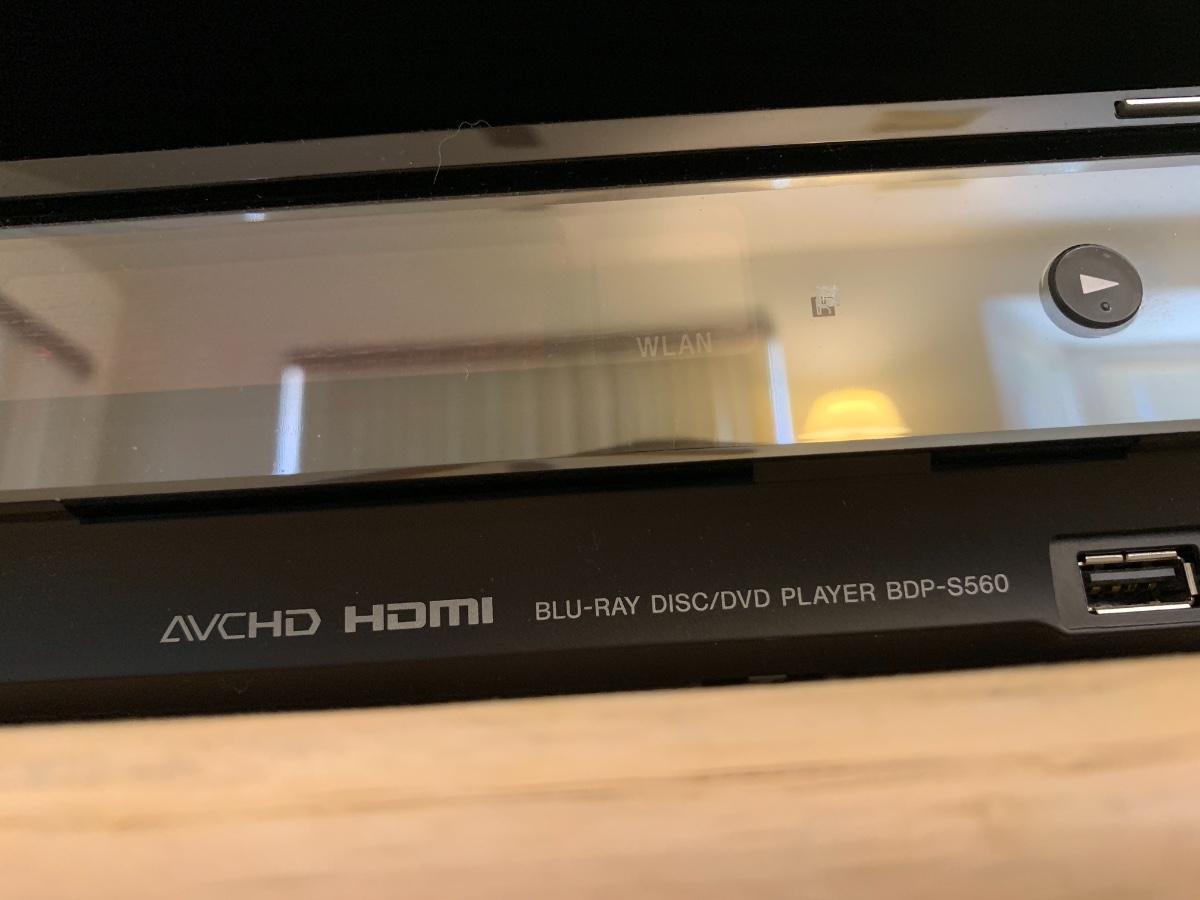 WLAN
AVCHD HDMI BLU-RAY DISC/DVD PLAYER BDP-S560